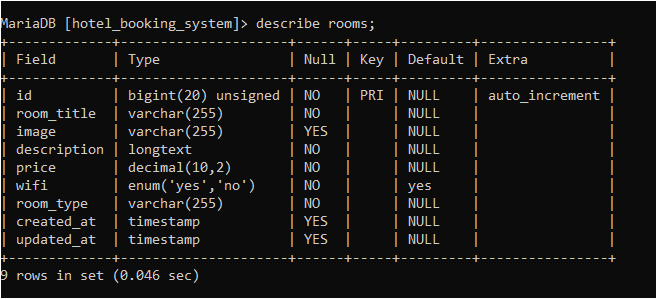 MariaDB [hotel_booking_system]> describe rooms;
+-------------+---------------------+------+-----+---------+----------------+
| Field       | Type                | Null | Key | Default | Extra          |
+-------------+---------------------+------+-----+---------+----------------+
| id          | bigint(20) unsigned | NO   | PRI | NULL    | auto_increment |
| room_title  | varchar(255)        | NO   |     | NULL    |                |
| image       | varchar(255)        | YES  |     | NULL    |                |
| description | longtext            | NO   |     | NULL    |                |
| price       | decimal(10,2)       | NO   |     | NULL    |                |
| wifi        | enum('yes','no')    | NO   |     | yes     |                |
| room_type   | varchar(255)        | NO   |     | NULL    |                |
| created_at  | timestamp           | YES  |     | NULL    |                |
| updated_at  | timestamp           | YES  |     | NULL    |                |
+-------------+---------------------+------+-----+---------+----------------+
9 rows in set (0.046 sec)